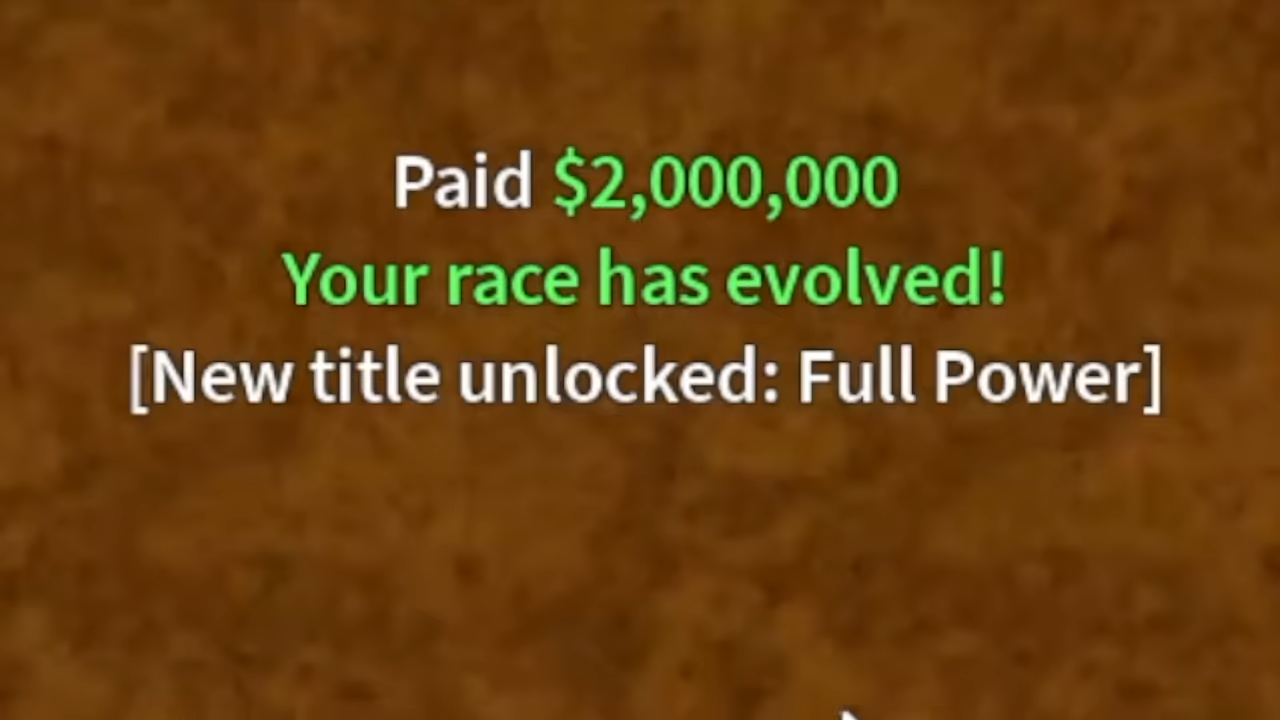 Paid $2,000,000
Your race has evolved!
[New title unlocked: Full Power]